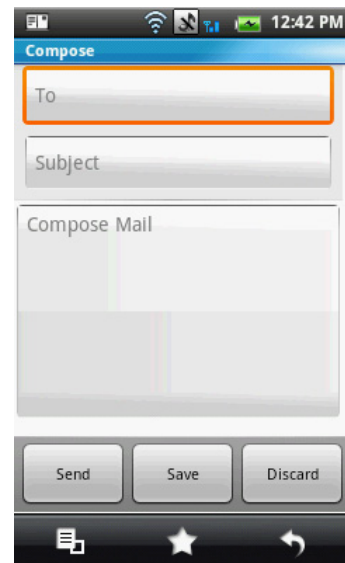 12:42 PM
Compose
To
Subject
Compose Mail
Send Save Discard